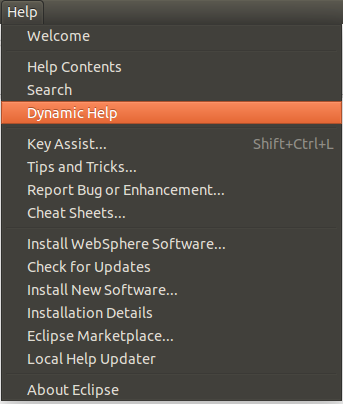 Help
Welcome
Help Contents
Search
Dynamic Help
Key Assist... Shift+Ctrl+L
Tips and Tricks...
Report Bug or Enhancement...
Cheat Sheets...
Install WebSphere Software...
Check for Updates
Install New Software...
Installation Details
Eclipse Marketplace...
Local Help Updater
About Eclipse